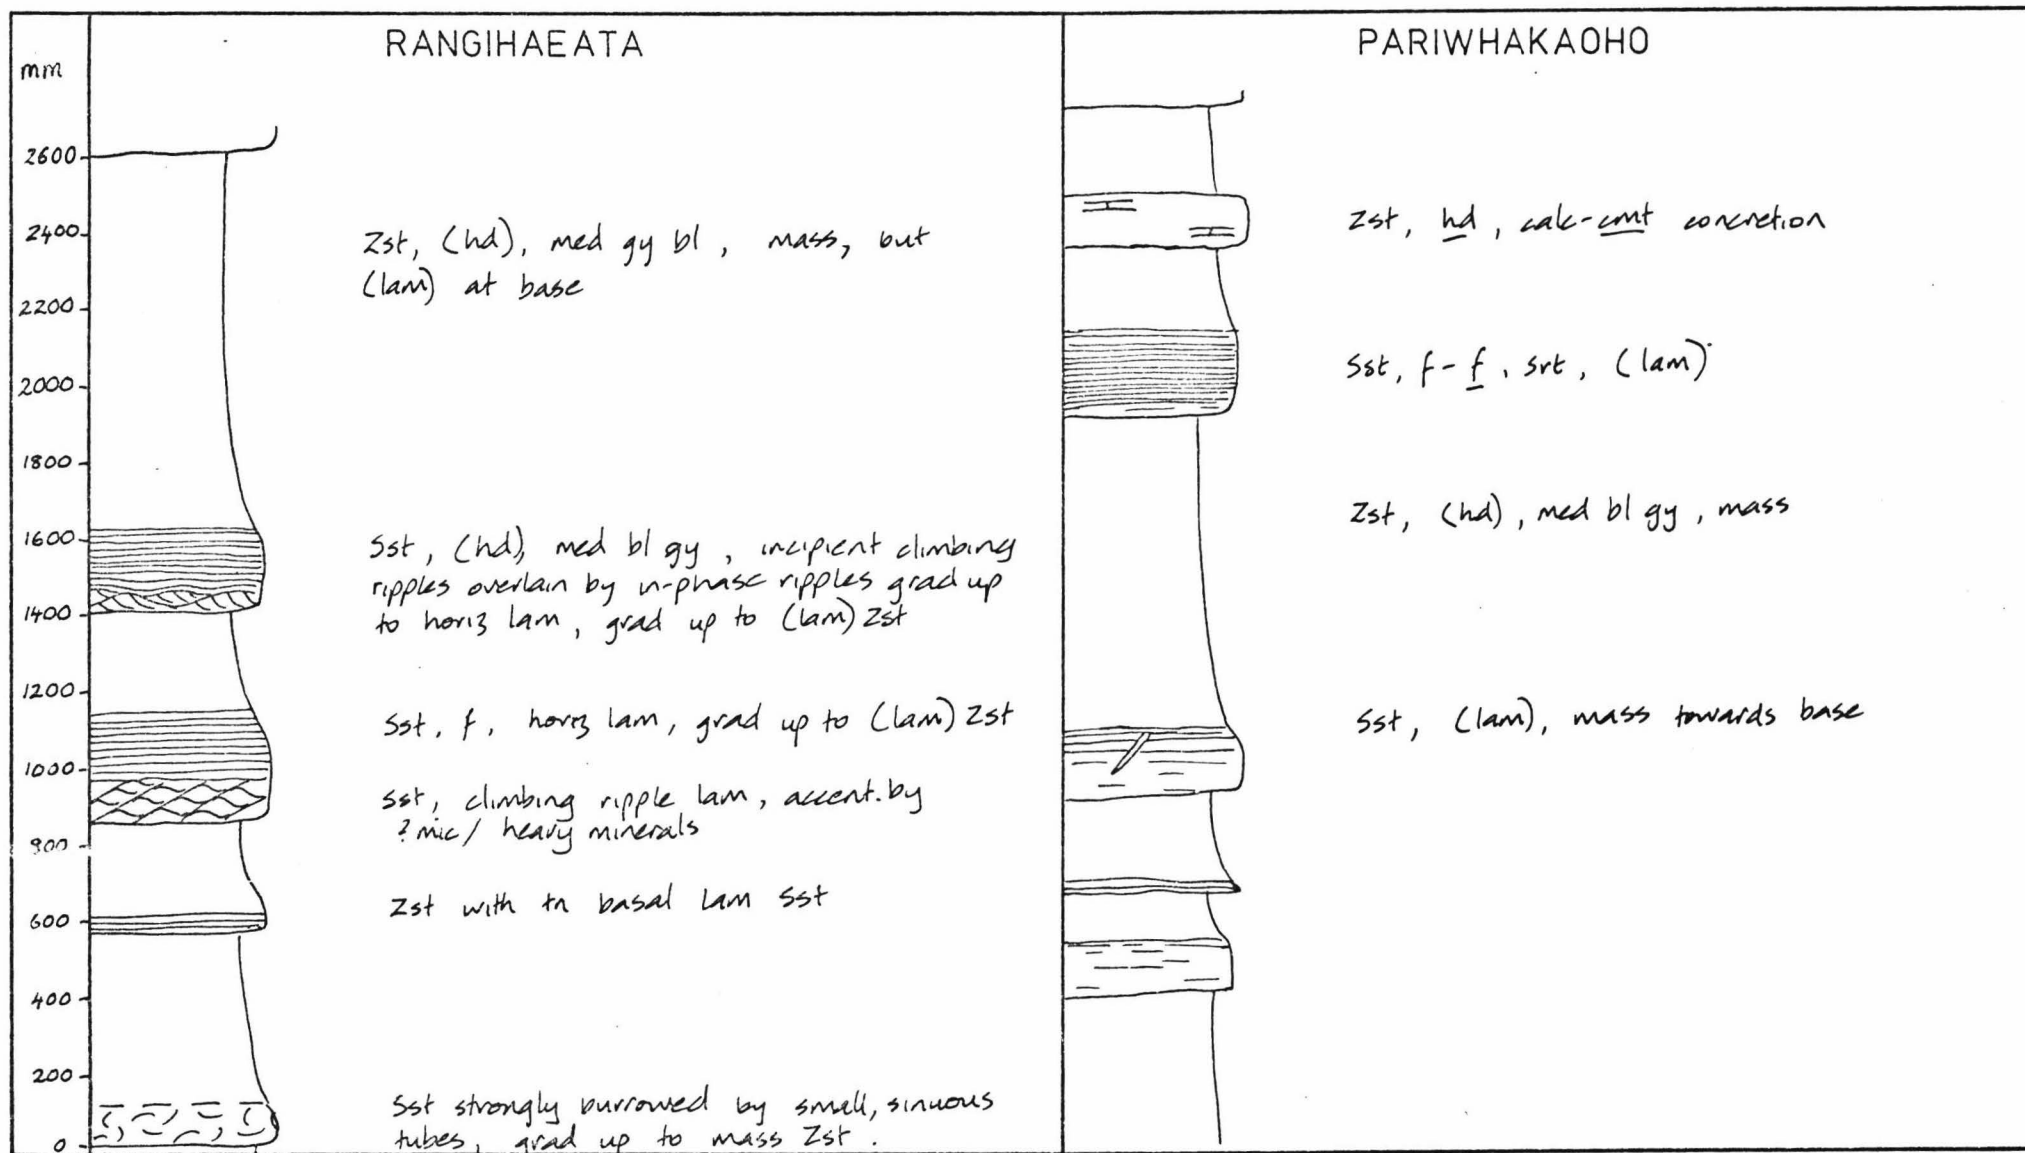 RANGIHAEATA
mm
2600
2400
2200
2000
1800
1600
1400
1200
1000
800
600
400
200
0
Zst, (hd), med gy bl, mass, but
(lam) at base
Sst, (hd), med bl gy, incipient climbing
ripples overlain by in-phase ripples grad up
to horiz lam, grad up to (lam) Zst
Sst, f, horiz lam, grad up to (lam) Zst
Sst, climbing ripple lam, accent. by
? mic / heavy minerals
Zst with tn basal lam Sst
Sst strongly burrowed by small, sinuous
tubes, grad up to mass Zst.
PARIWHAKAOHO
Zst, hd, calc-cmt concretion
Sst, f-f, srt, (lam)
Zst, (hd), med bl gy, mass
Sst, (lam), mass towards base